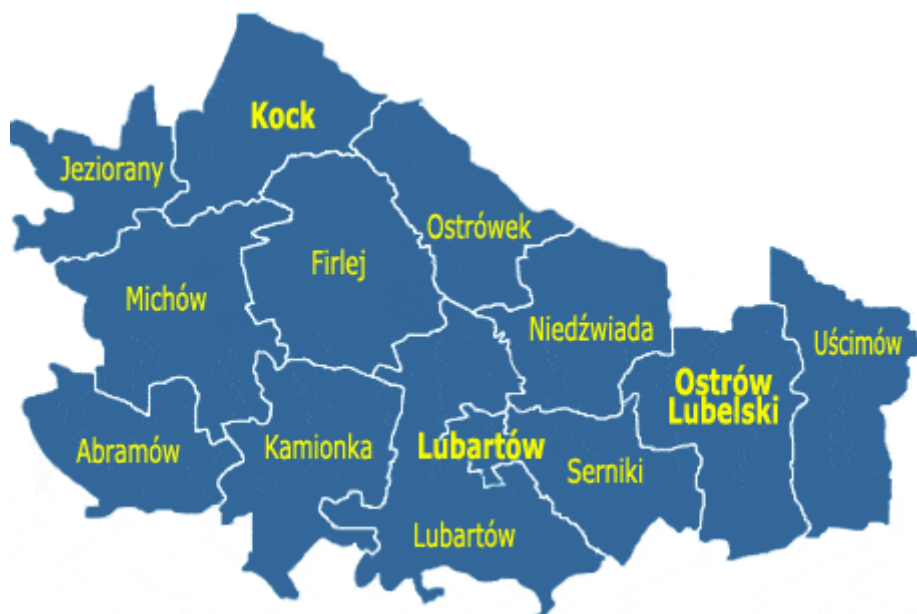 Kock
Jeziorany
Ostrówek
Firlej
Michów
Niedźwiada
Uścimów
Ostrów
Lubelski
Abramów
Kamionka
Lubartów
Serniki
Lubartów